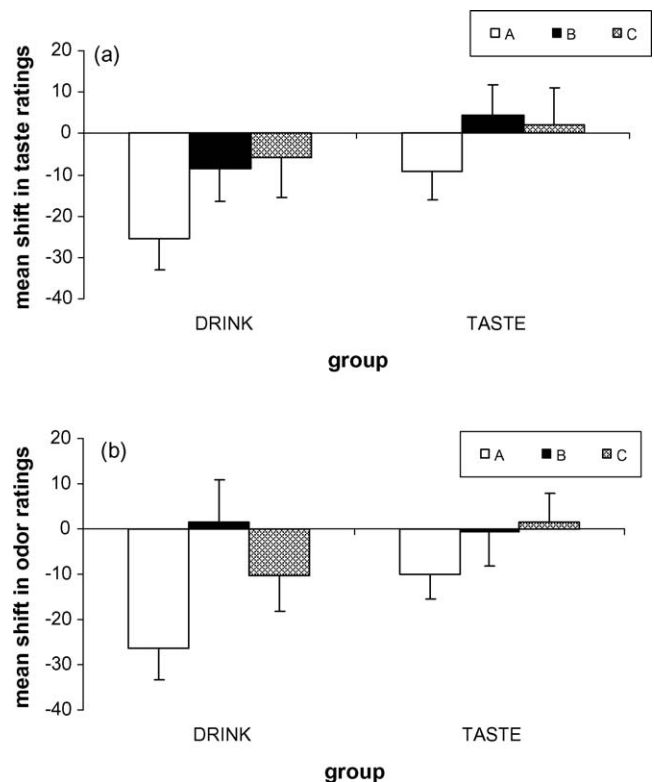 A B C
(a)
mean shift in taste ratings
20
10
0
-10
-20
-30
-40
DRINK TASTE
group
A B C
(b)
mean shift in odor ratings
20
10
0
-10
-20
-30
-40
DRINK TASTE
group